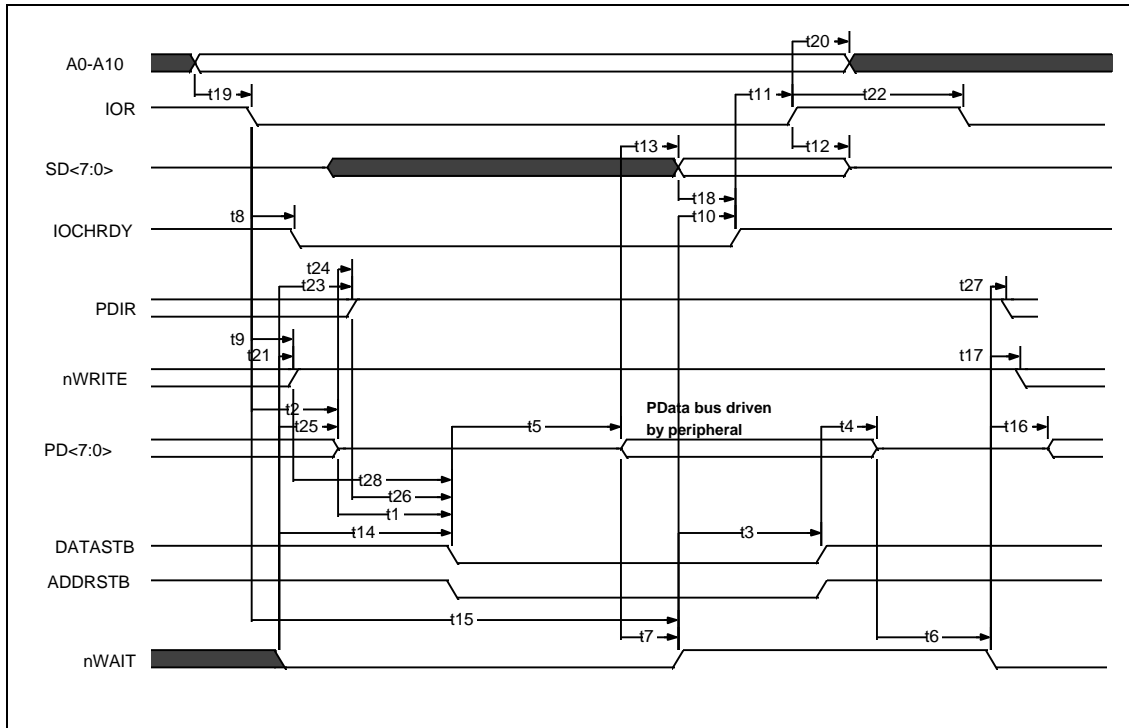 t20
A0-A10
t19
t11
t22
IOR
t13
t12
SD<7:0>
t18
t8
t10
IOCHRDY
t24
t23
t27
PDIR
t9
t21
t17
nWRITE
t2
PData bus driven
by peripheral
t25
t5
t4
t16
PD<7:0>
t28
t26
t1
t14
t3
DATASTB
ADDRSTB
t15
t7
t6
nWAIT